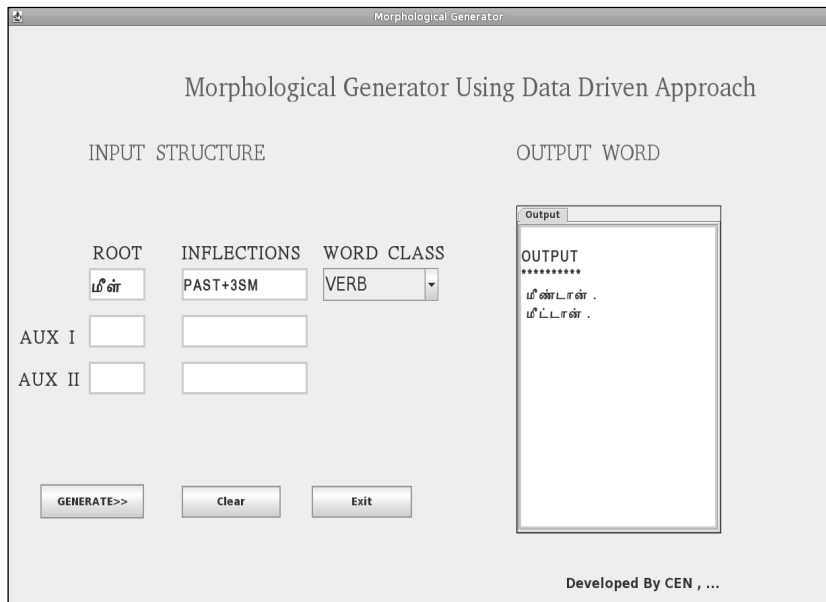 Morphological Generator
Morphological Generator Using Data Driven Approach
INPUT STRUCTURE
OUTPUT WORD
Output
ROOT INFLECTIONS WORD CLASS
மீள் PAST+3SM VERB
AUX I
AUX II
OUTPUT
**********
மீண்டான் .
மீட்டான் .
GENERATE>> Clear Exit
Developed By CEN , ...